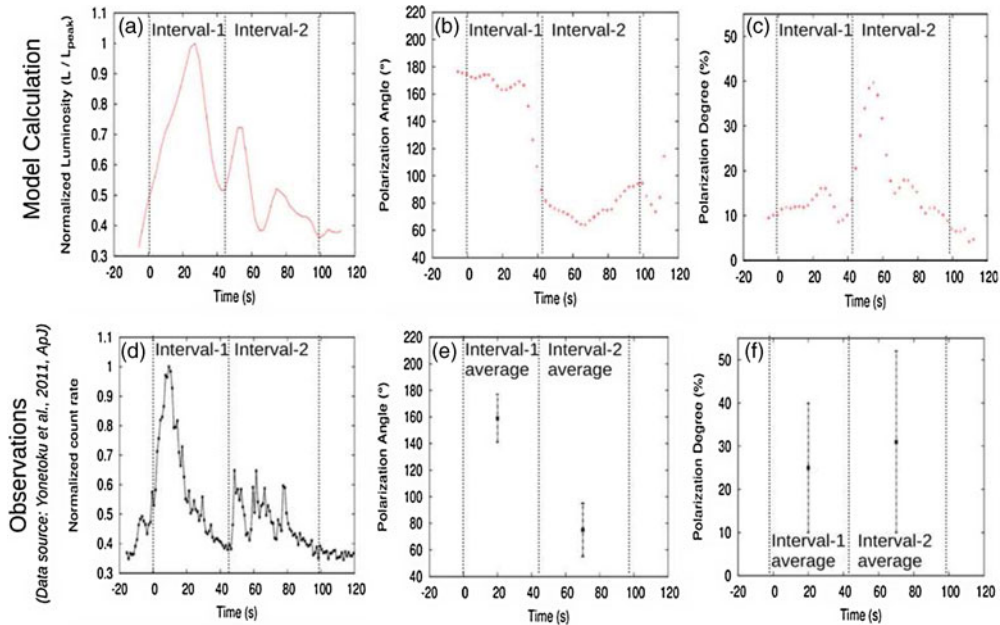 Model Calculation
(a)
Interval-1 Interval-2
Normalized Luminosity (L / Lpeak)
1.1
1
0.9
0.8
0.7
0.6
0.5
0.4
0.3
-20 0 20 40 60 80 100 120
Time (s)
(b)
Interval-1 Interval-2
Polarization Angle (°)
220
200
180
160
140
120
100
80
60
40
-20 0 20 40 60 80 100 120
Time (s)
(c)
Interval-1 Interval-2
Polarization Degree (%)
50
40
30
20
10
0
-20 0 20 40 60 80 100 120
Time (s)
Observations
(Data source: Yonetoku et al., 2011, ApJ)
(d)
Interval-1 Interval-2
Normalized count rate
1.1
1
0.9
0.8
0.7
0.6
0.5
0.4
0.3
-20 0 20 40 60 80 100 120
Time (s)
(e)
Interval-1 Interval-2
average average
Polarization Angle (°)
220
200
180
160
140
120
100
80
60
40
-20 0 20 40 60 80 100 120
Time (s)
(f)
Polarization Degree (%)
50
40
30
20
10
0
Interval-1 Interval-2
average average
-20 0 20 40 60 80 100 120
Time (s)